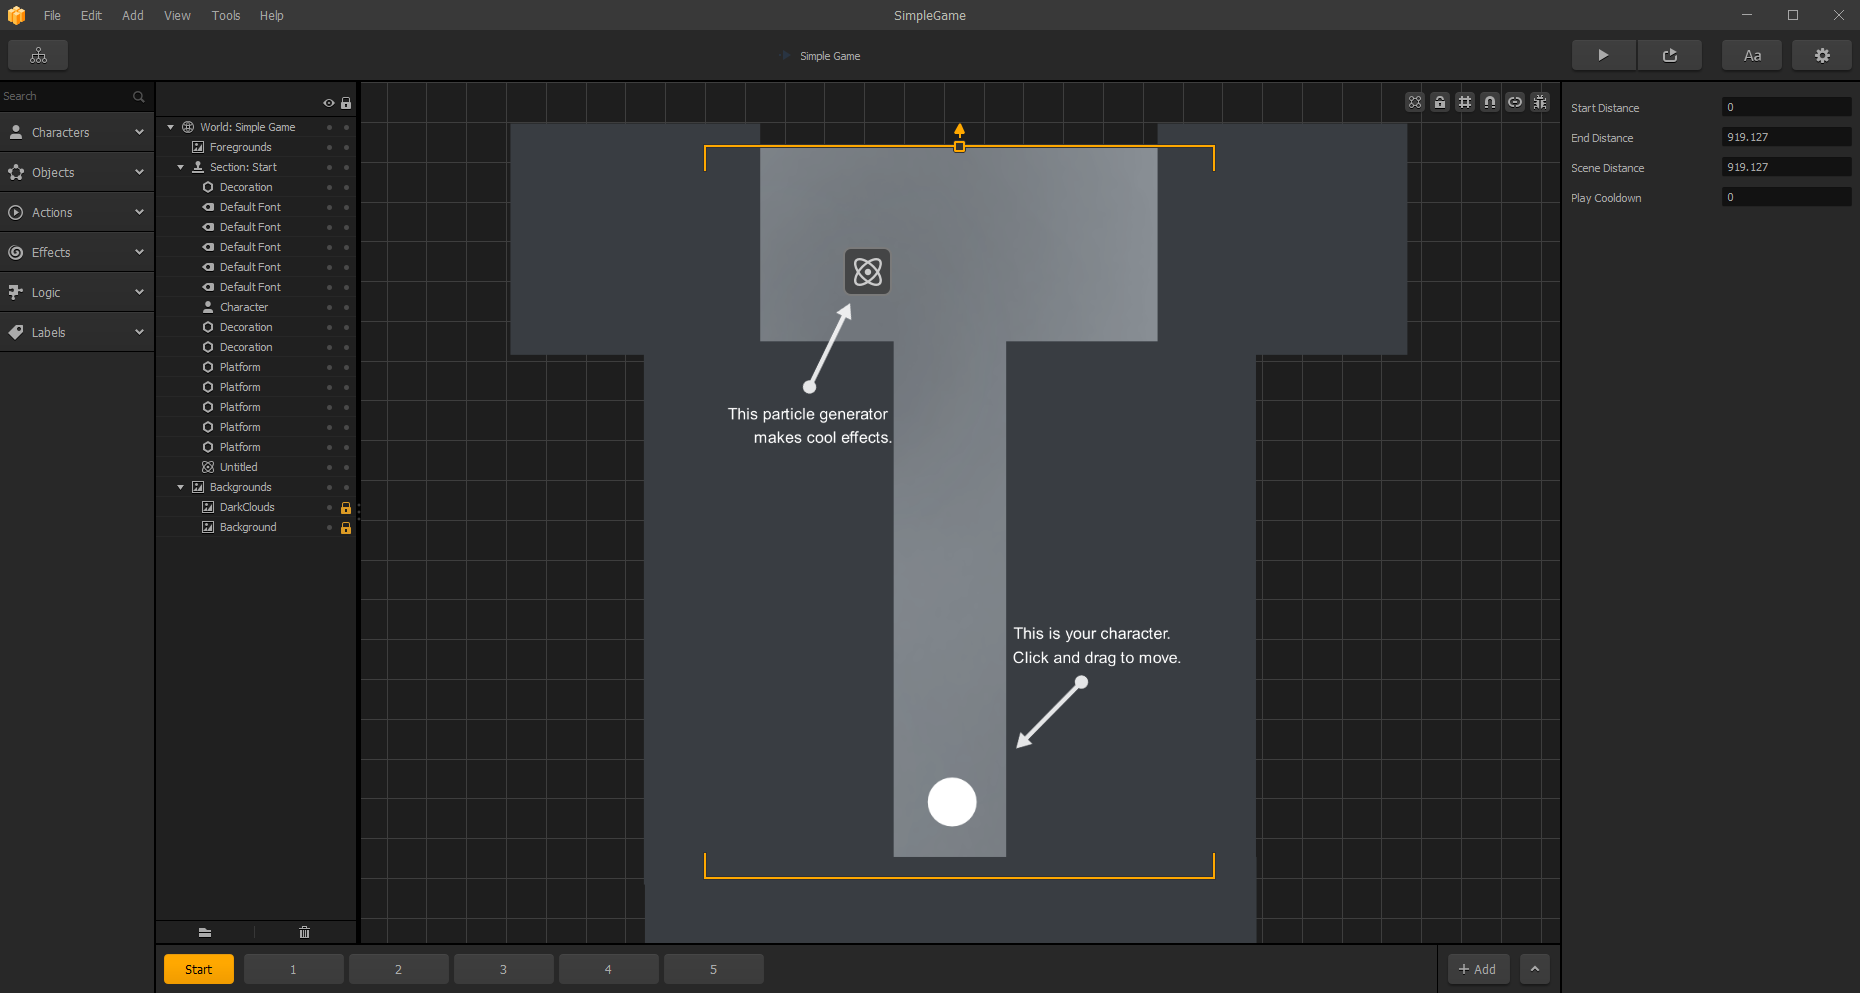 File Edit Add View Tools Help
SimpleGame
Simple Game
Aa
Search
Characters
Objects
Actions
Effects
Logic
Labels
World: Simple Game
Foregrounds
Section: Start
Decoration
Default Font
Default Font
Default Font
Default Font
Default Font
Character
Decoration
Decoration
Platform
Platform
Platform
Platform
Platform
Untitled
Backgrounds
DarkClouds
Background
This particle generator
makes cool effects.
This is your character.
Click and drag to move.
Start Distance 0
End Distance 919.127
Scene Distance 919.127
Play Cooldown 0
Start 1 2 3 4 5
+ Add